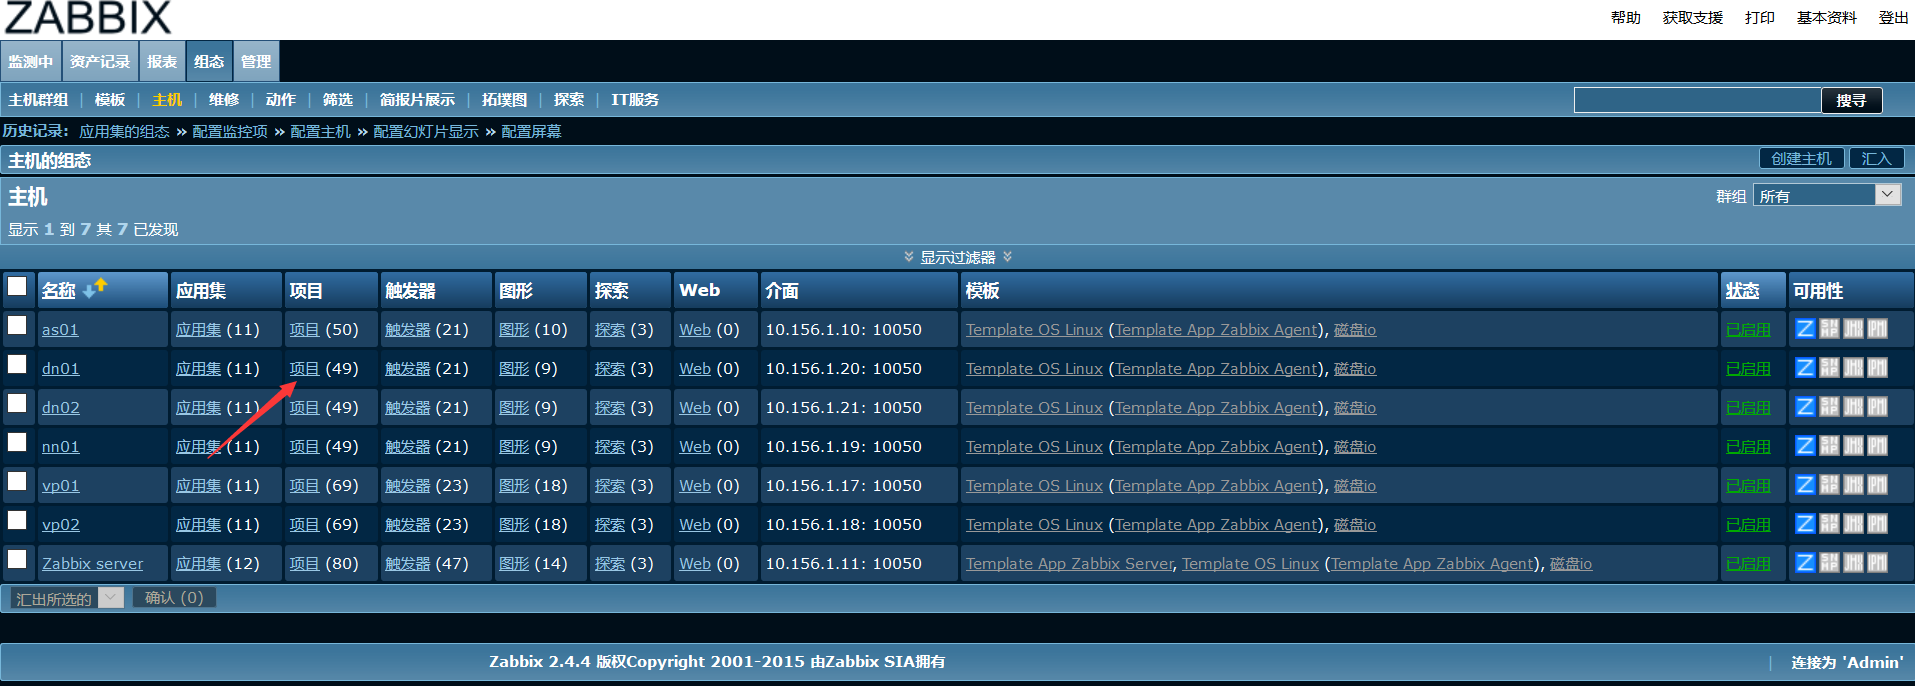 ZABBIX
帮助 获取支援 打印 基本资料 登出
监测中 资产记录 报表 组态 管理
主机群组 | 模板 | 主机 | 维修 | 动作 | 筛选 | 简报片展示 | 拓墣图 | 探索 | IT服务 搜寻
历史记录: 应用集的组态 » 配置监控项 » 配置主机 » 配置幻灯片显示 » 配置屏幕
主机的组态 创建主机 汇入
主机 群组 所有
显示 1 到 7 其 7 已发现
显示过滤器
名称 应用集 项目 触发器 图形 探索 Web 介面 模板 状态 可用性
as01 应用集 (11) 项目 (50) 触发器 (21) 图形 (10) 探索 (3) Web (0) 10.156.1.10: 10050 Template OS Linux (Template App Zabbix Agent), 磁盘io 已启用 Z SNMP JMX IPMI
dn01 应用集 (11) 项目 (49) 触发器 (21) 图形 (9) 探索 (3) Web (0) 10.156.1.20: 10050 Template OS Linux (Template App Zabbix Agent), 磁盘io 已启用 Z SNMP JMX IPMI
dn02 应用集 (11) 项目 (49) 触发器 (21) 图形 (9) 探索 (3) Web (0) 10.156.1.21: 10050 Template OS Linux (Template App Zabbix Agent), 磁盘io 已启用 Z SNMP JMX IPMI
nn01 应用集 (11) 项目 (49) 触发器 (21) 图形 (9) 探索 (3) Web (0) 10.156.1.19: 10050 Template OS Linux (Template App Zabbix Agent), 磁盘io 已启用 Z SNMP JMX IPMI
vp01 应用集 (11) 项目 (69) 触发器 (23) 图形 (18) 探索 (3) Web (0) 10.156.1.17: 10050 Template OS Linux (Template App Zabbix Agent), 磁盘io 已启用 Z SNMP JMX IPMI
vp02 应用集 (11) 项目 (69) 触发器 (23) 图形 (18) 探索 (3) Web (0) 10.156.1.18: 10050 Template OS Linux (Template App Zabbix Agent), 磁盘io 已启用 Z SNMP JMX IPMI
Zabbix server 应用集 (12) 项目 (80) 触发器 (47) 图形 (14) 探索 (3) Web (0) 10.156.1.11: 10050 Template App Zabbix Server, Template OS Linux (Template App Zabbix Agent), 磁盘io 已启用 Z SNMP JMX IPMI
汇出所选的 确认 (0)
Zabbix 2.4.4 版权Copyright 2001-2015 由Zabbix SIA拥有 | 连接为 'Admin'